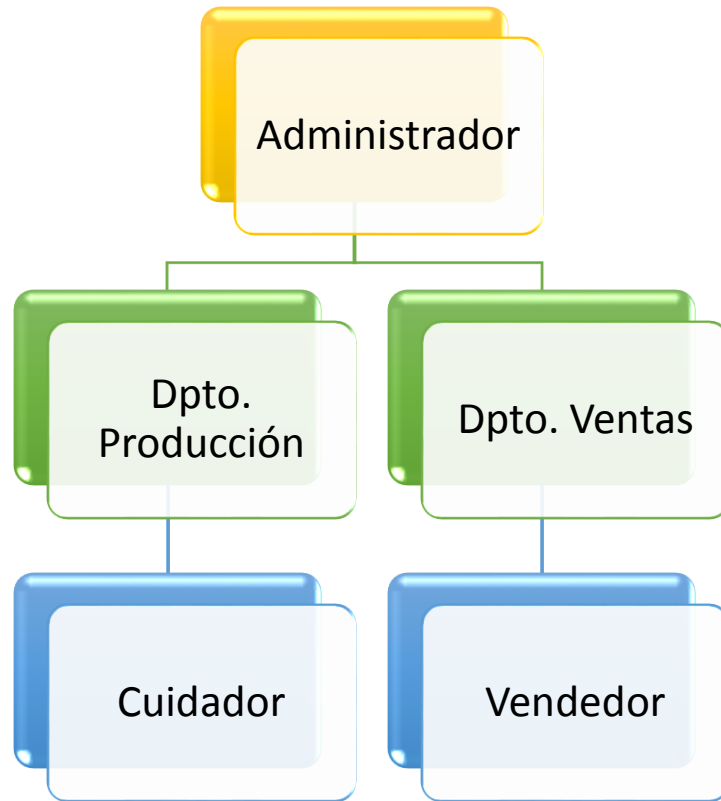 Administrador
Dpto.
Producción
Dpto. Ventas
Cuidador
Vendedor